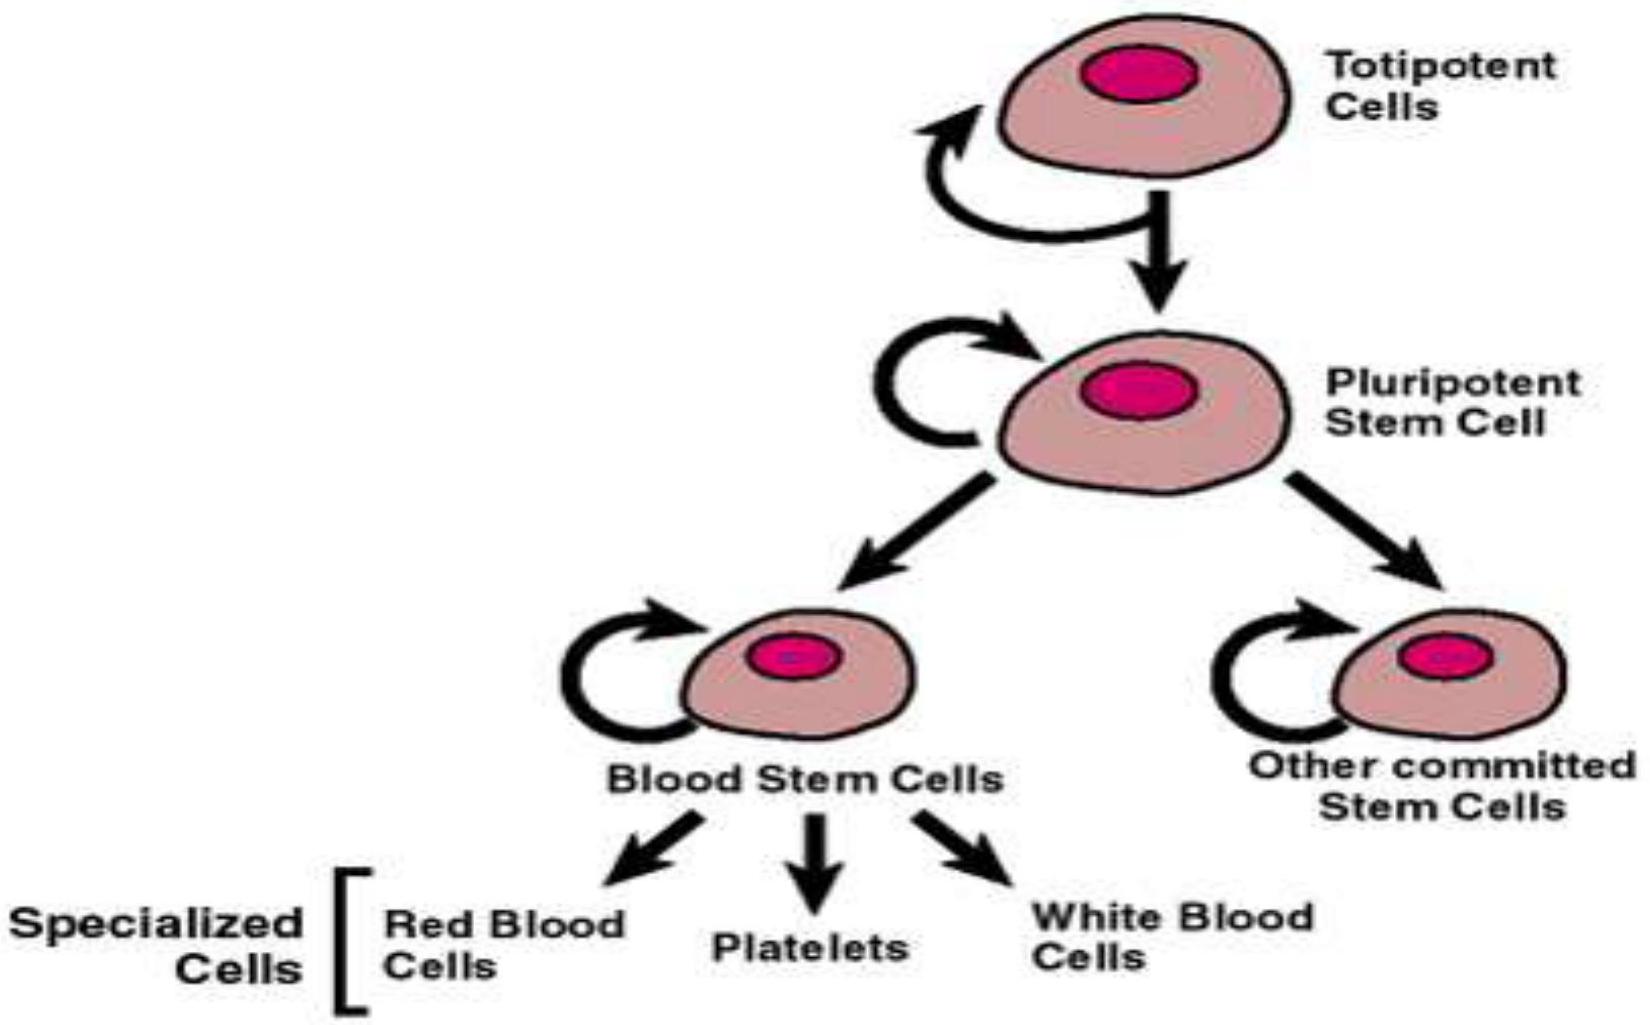 Totipotent
Cells
Pluripotent
Stem Cell
Blood Stem Cells
Other committed
Stem Cells
Specialized
Cells
Red Blood
Cells
Platelets
White Blood
Cells